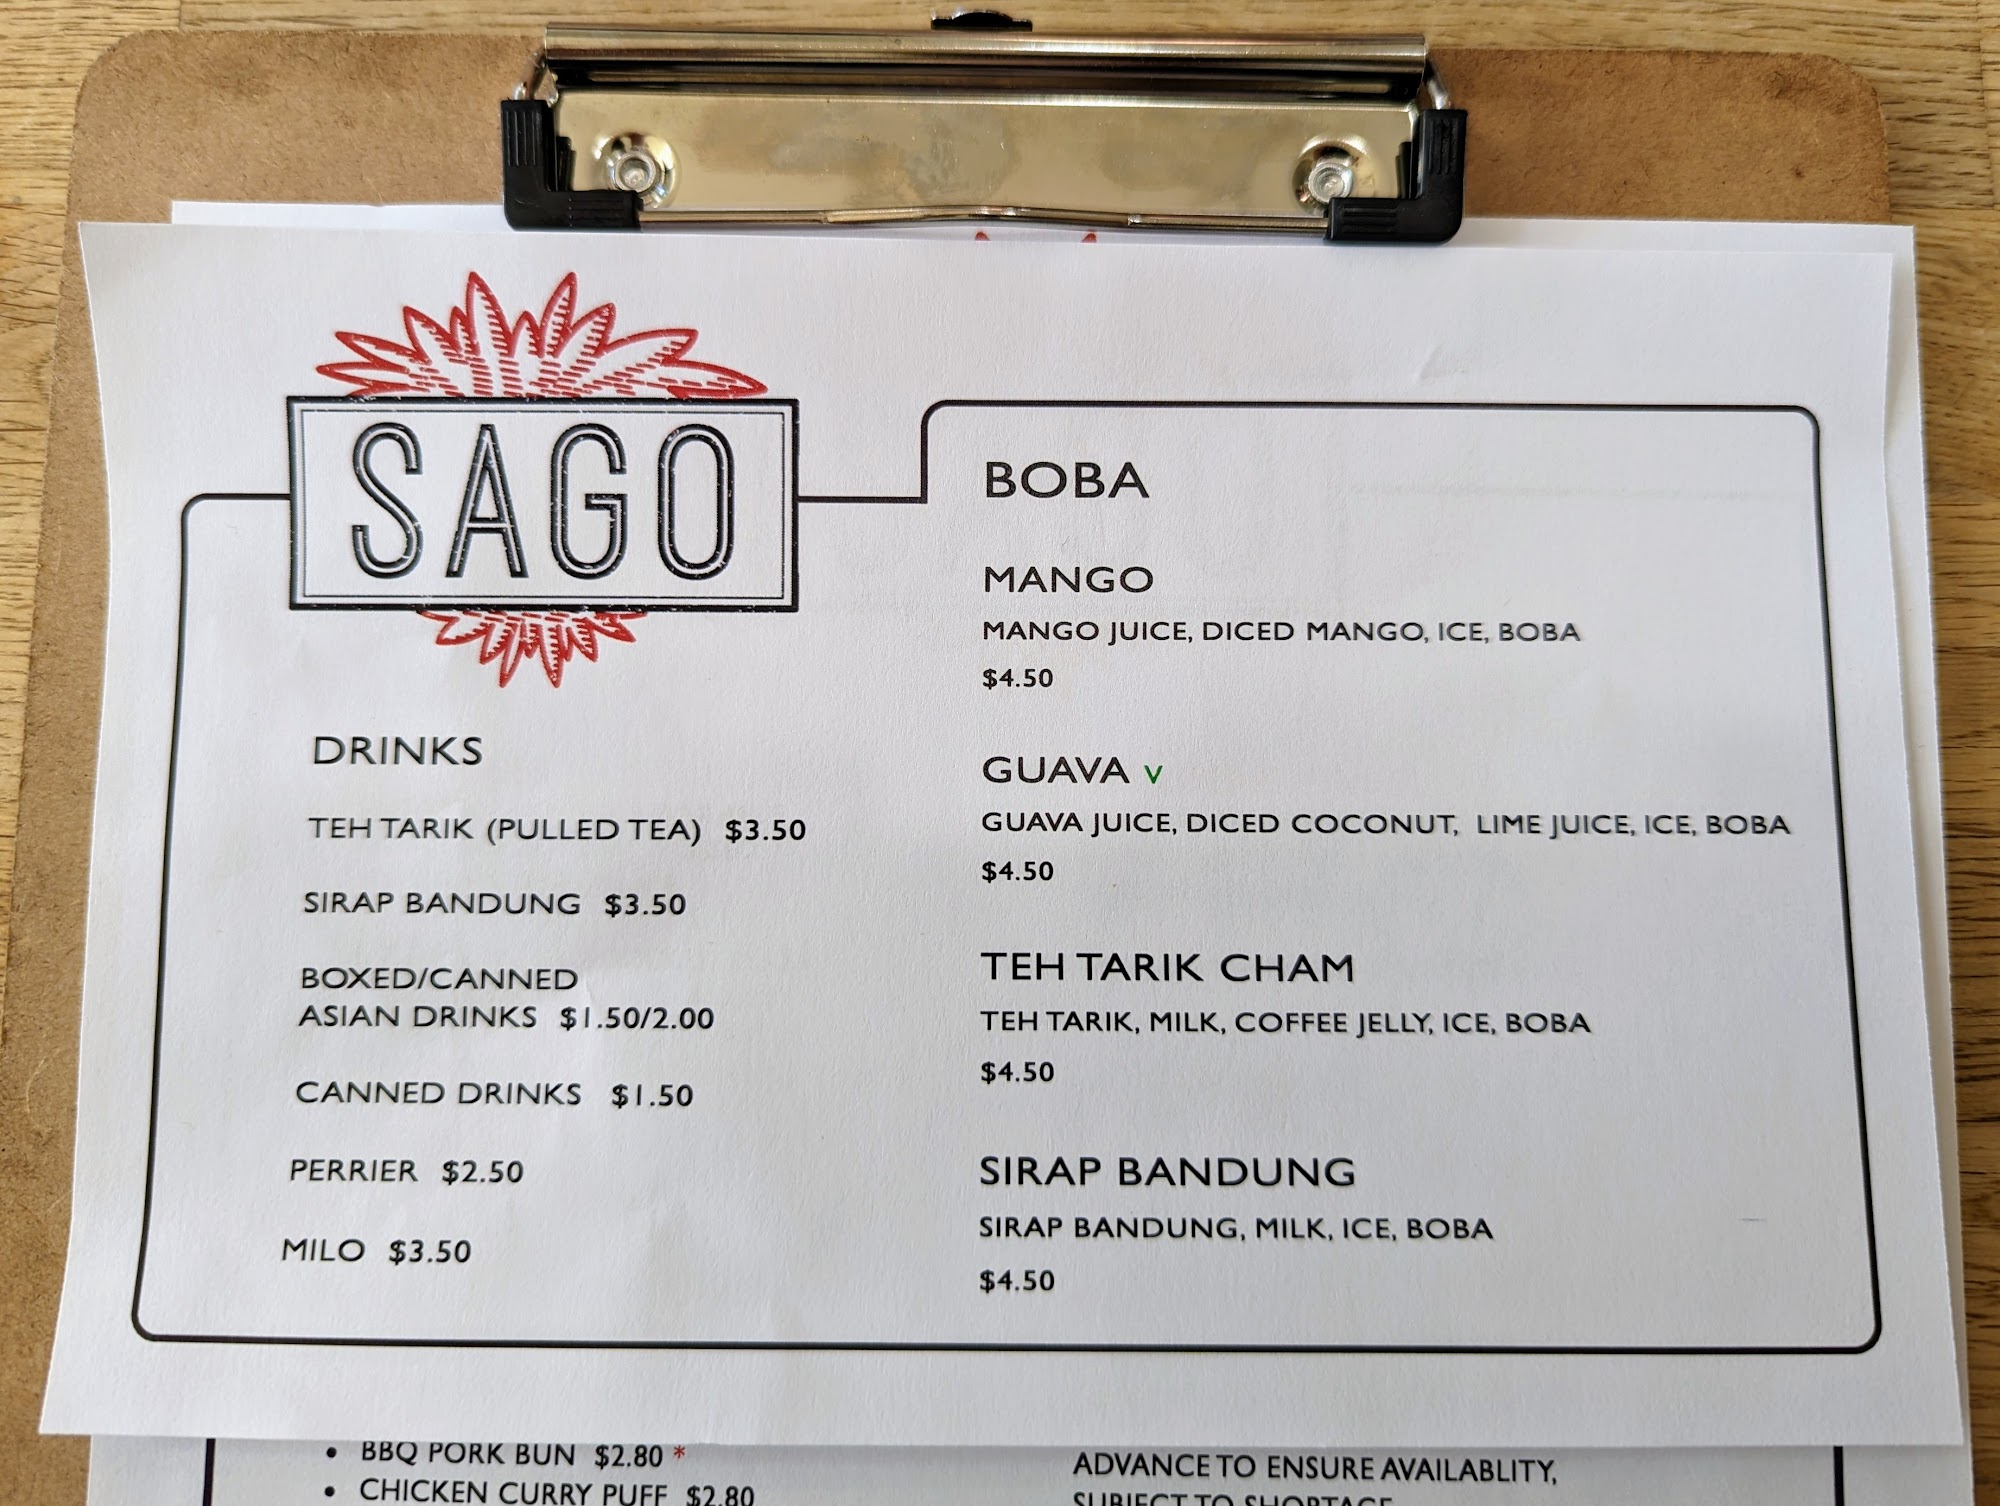 SAGO
DRINKS
TEH TARIK (PULLED TEA) $3.50
SIRAP BANDUNG $3.50
BOXED/CANNED
ASIAN DRINKS $1.50/2.00
CANNED DRINKS $1.50
PERRIER $2.50
MILO $3.50
BOBA
MANGO
MANGO JUICE, DICED MANGO, ICE, BOBA
$4.50
GUAVA V
GUAVA JUICE, DICED COCONUT, LIME JUICE, ICE, BOBA
$4.50
TEH TARIK CHAM
TEH TARIK, MILK, COFFEE JELLY, ICE, BOBA
$4.50
SIRAP BANDUNG
SIRAP BANDUNG, MILK, ICE, BOBA
$4.50
• BBQ PORK BUN $2.80 *
• CHICKEN CURRY PUFF $2.80
ADVANCE TO ENSURE AVAILABLITY,
SUBJECT TO SHORTAGE